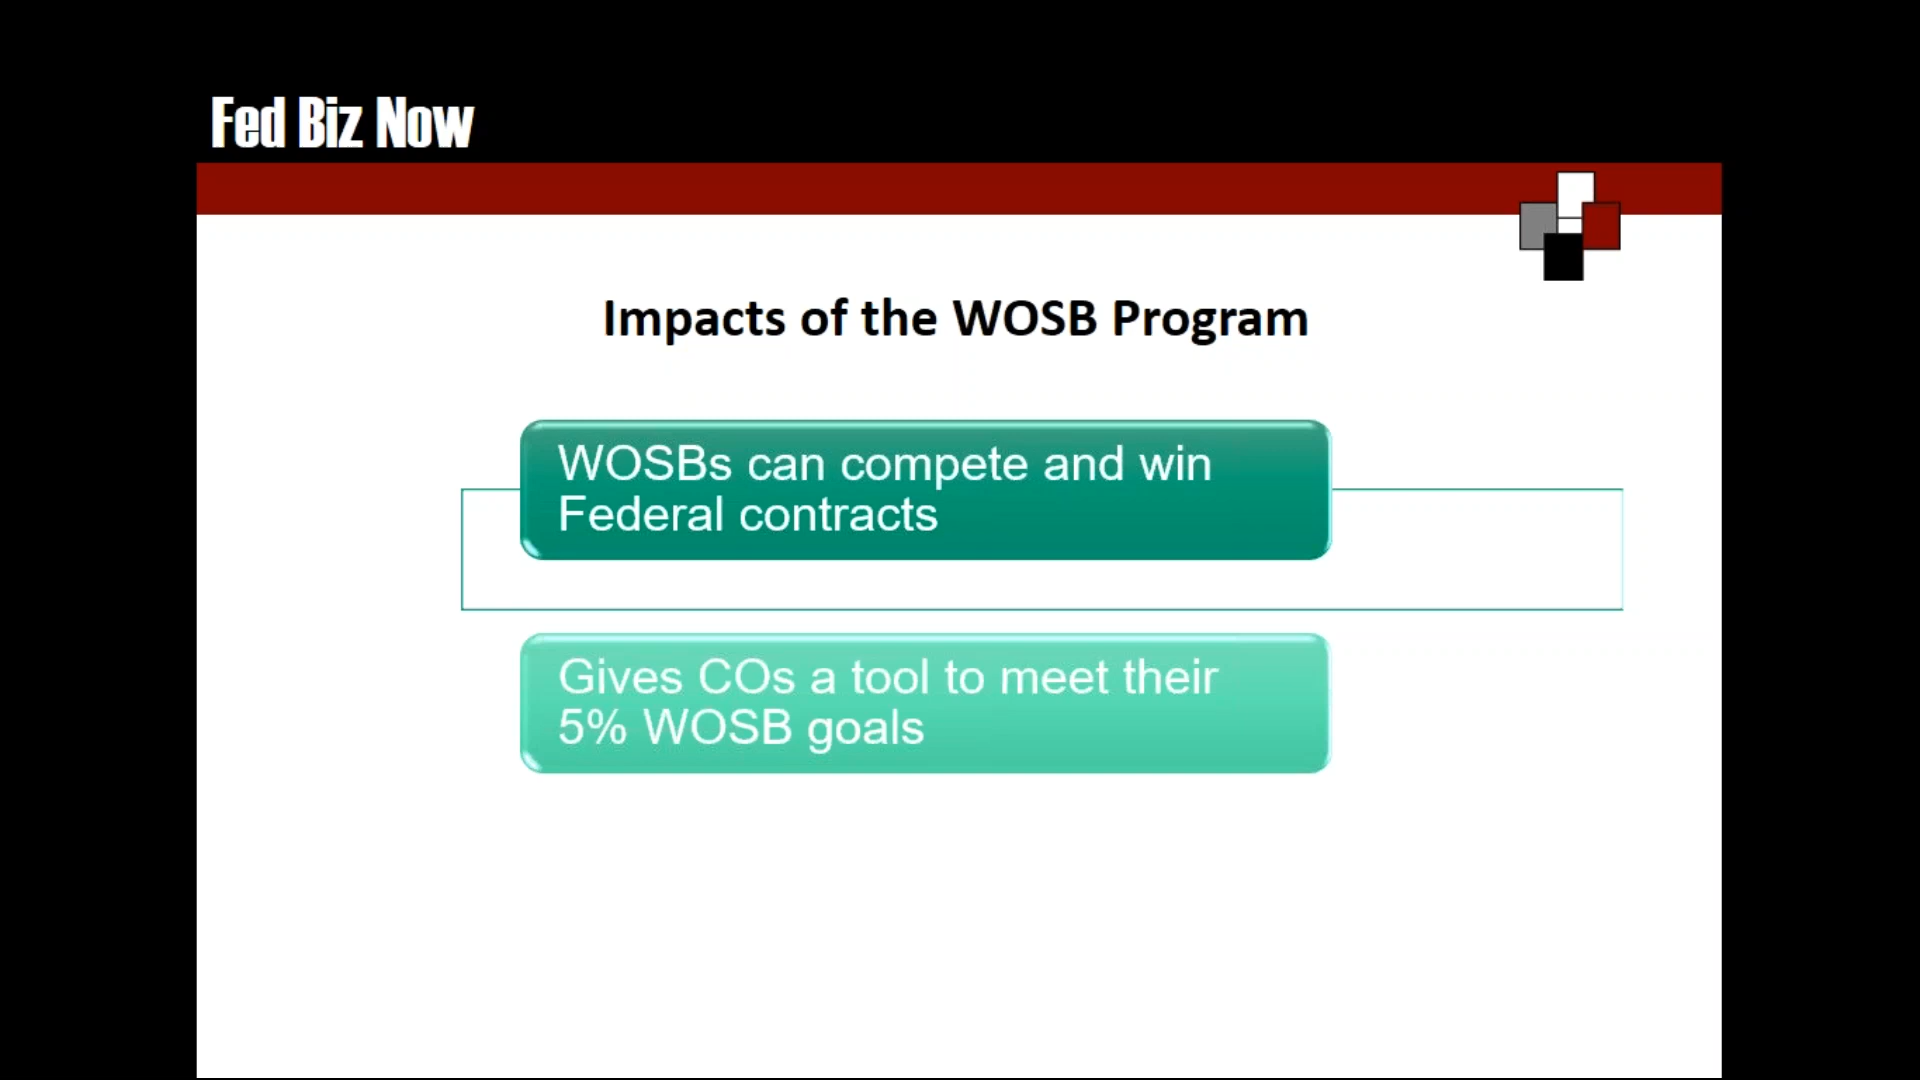 Fed Biz Now
Impacts of the WOSB Program
WOSBs can compete and win
Federal contracts
Gives COs a tool to meet their
5% WOSB goals